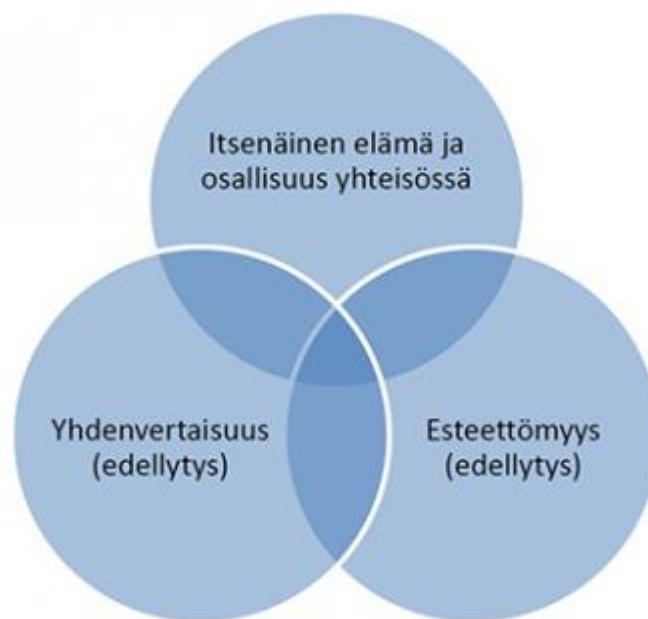 Itsenäinen elämä ja
osallisuus yhteisössä
Yhdenvertaisuus
(edellytys)
Esteettömyys
(edellytys)